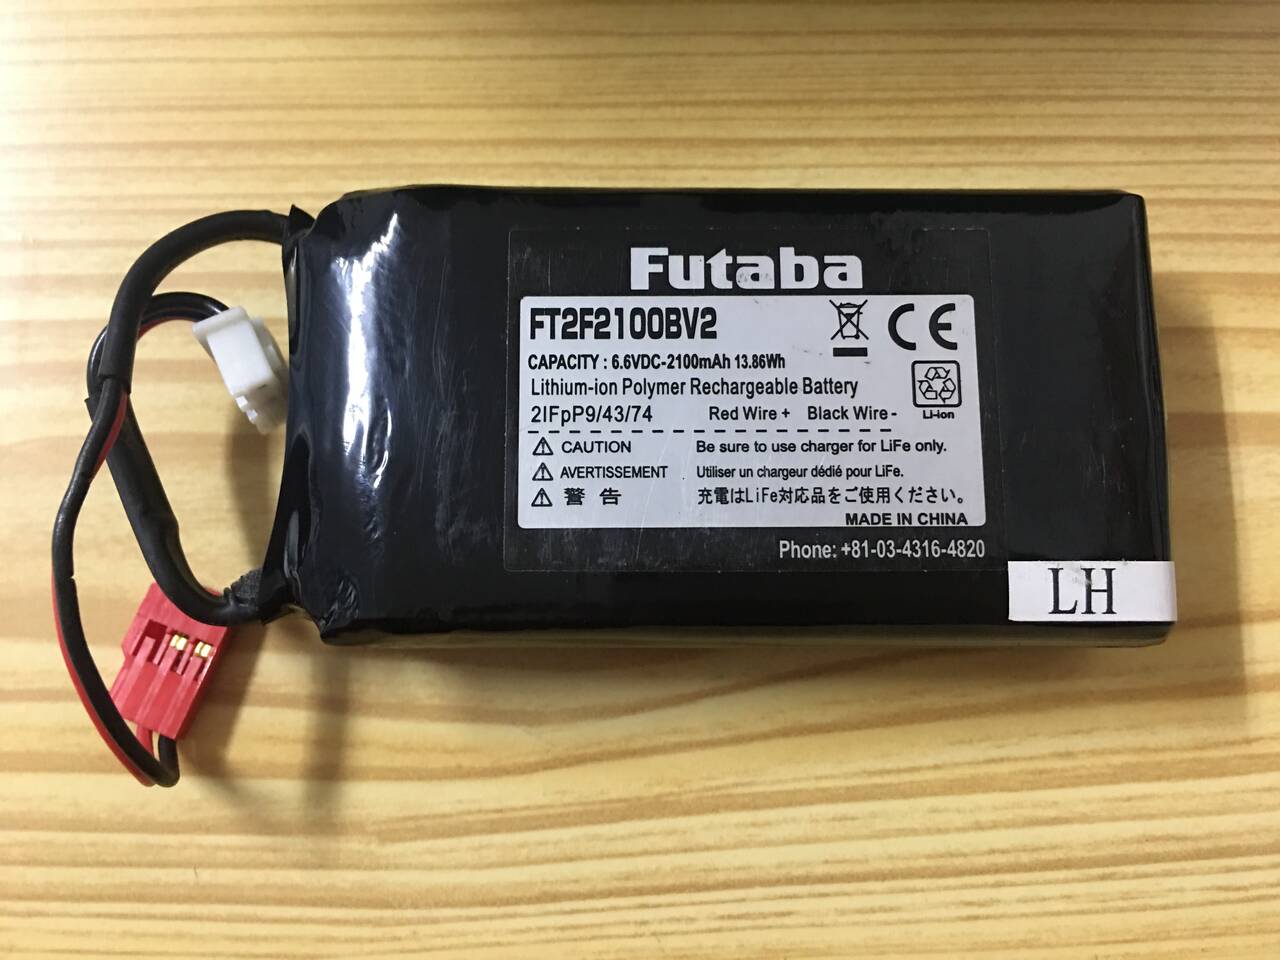 Futaba
FT2F2100BV2
CAPACITY : 6.6VDC-2100mAh 13.86Wh
Lithium-ion Polymer Rechargeable Battery
2IFpP9/43/74 Red Wire + Black Wire -
CE
Li-ion
CAUTION Be sure to use charger for LiFe only.
AVERTISSEMENT Utiliser un chargeur dédié pour LiFe.
警告 充電はLiFe対応品をご使用ください。
MADE IN CHINA
Phone: +81-03-4316-4820
LH